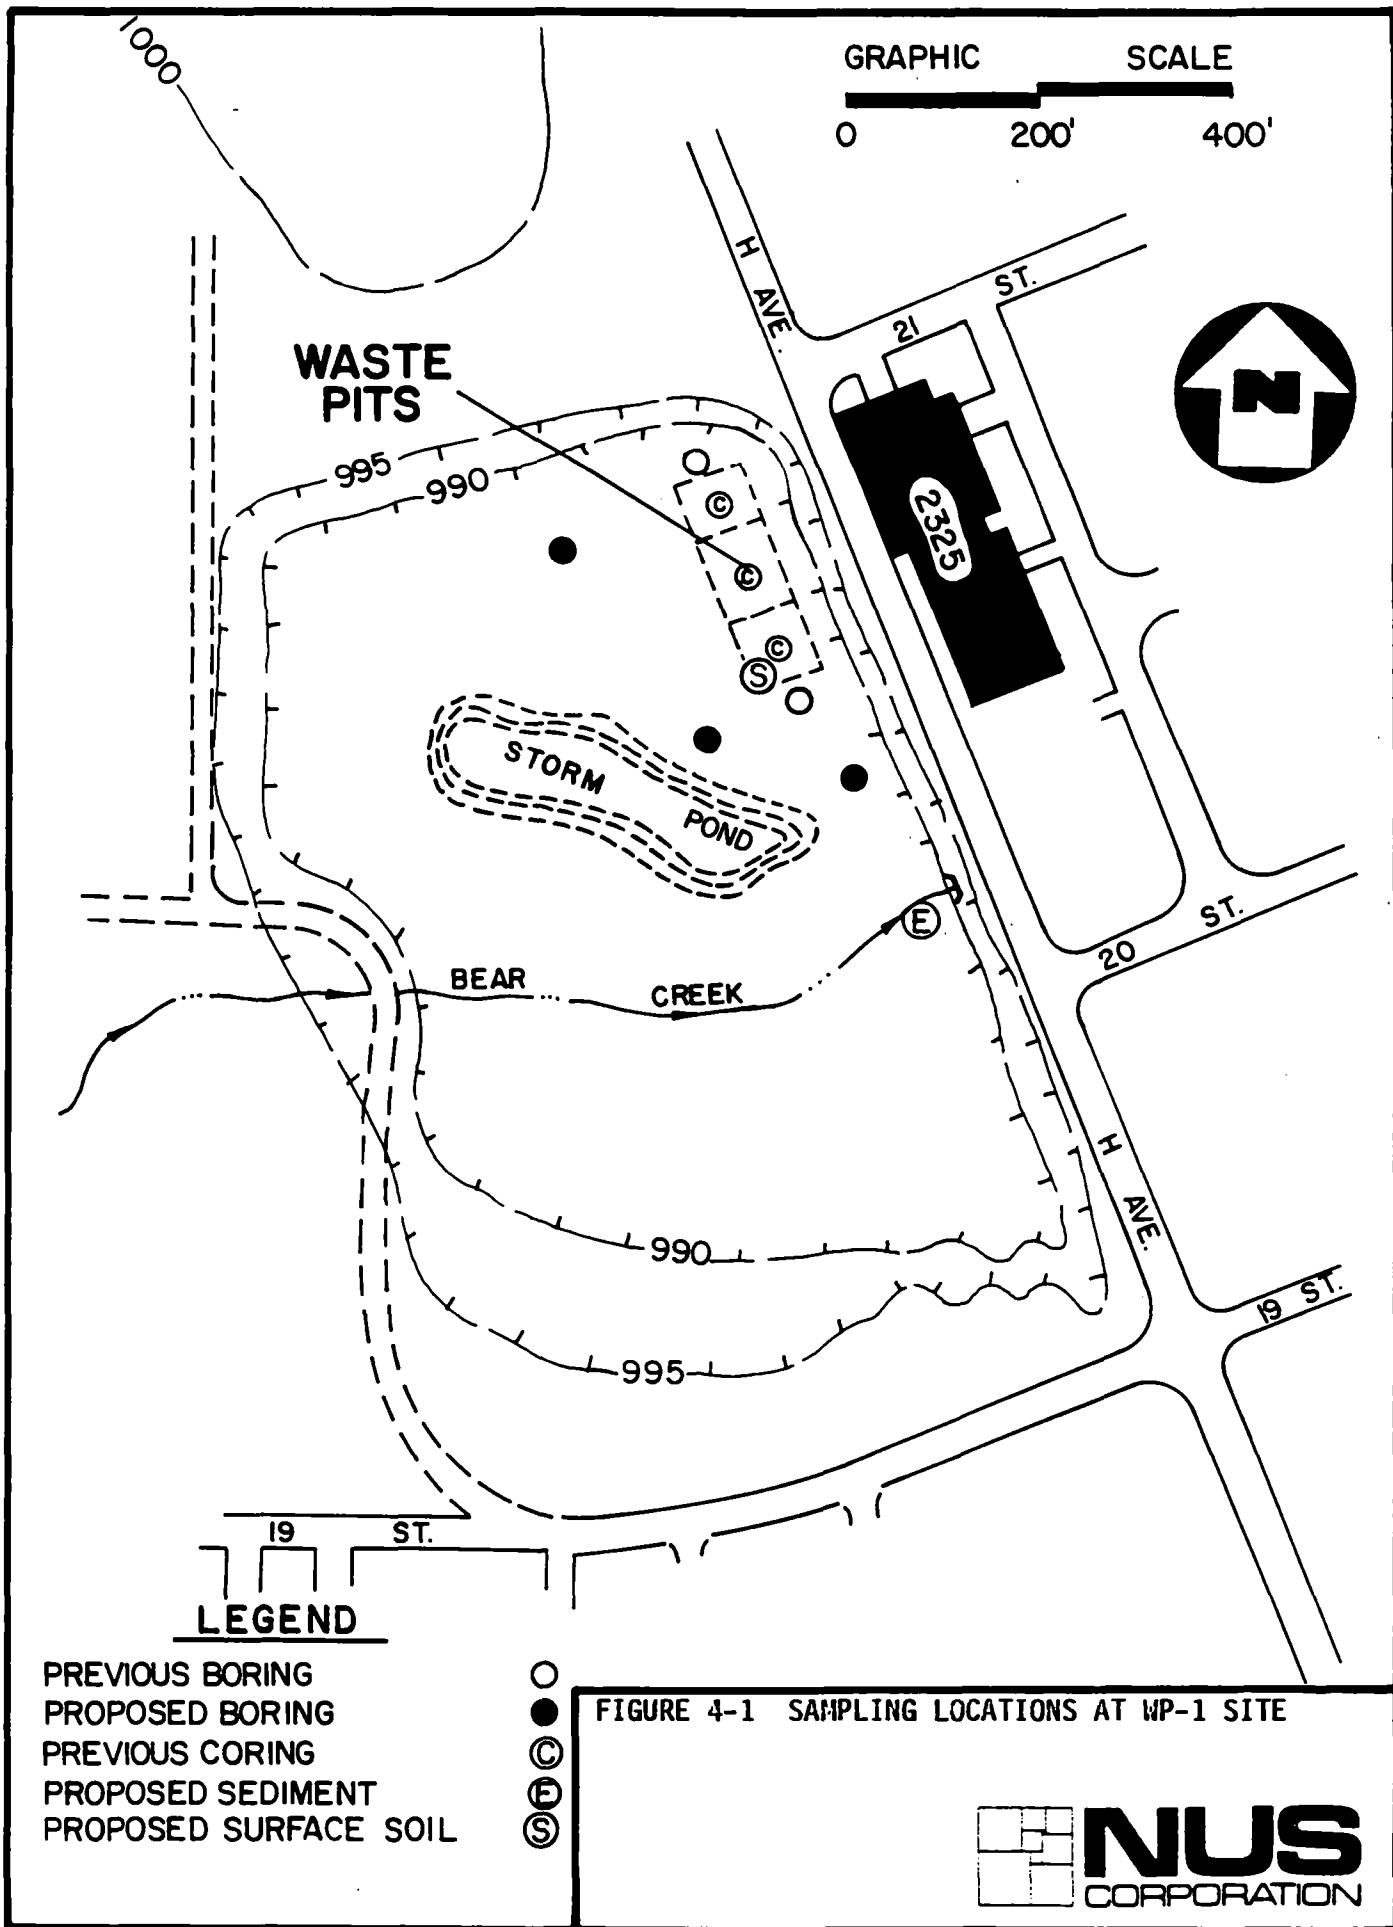 1000
GRAPHIC SCALE
0 200' 400'
H AVE.
21 ST.
N
WASTE
PITS
995
990
C
2325
C
C
S
STORM POND
E
20 ST.
BEAR CREEK
H AVE.
990
19 ST.
995
19 ST.
LEGEND
PREVIOUS BORING
PROPOSED BORING
PREVIOUS CORING C
PROPOSED SEDIMENT E
PROPOSED SURFACE SOIL S
FIGURE 4-1 SAMPLING LOCATIONS AT WP-1 SITE
NUS
CORPORATION